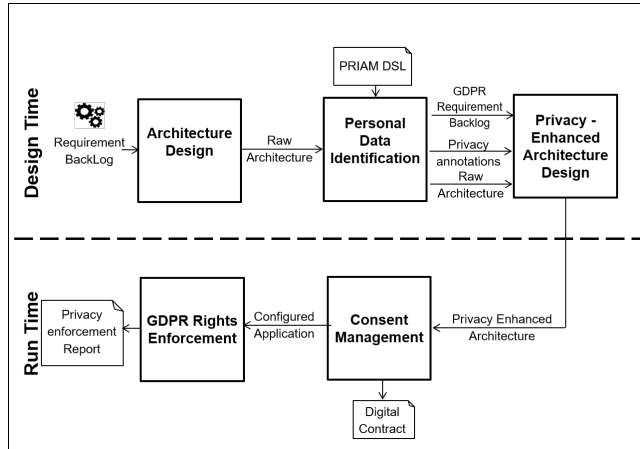 Design Time
PRIAM DSL
Requirement
BackLog
Architecture
Design
Raw
Architecture
Personal
Data
Identification
GDPR
Requirement
Backlog
Privacy
annotations
Raw
Architecture
Privacy -
Enhanced
Architecture
Design
Run Time
Privacy
enforcement
Report
GDPR Rights
Enforcement
Configured
Application
Consent
Management
Privacy Enhanced
Architecture
Digital
Contract